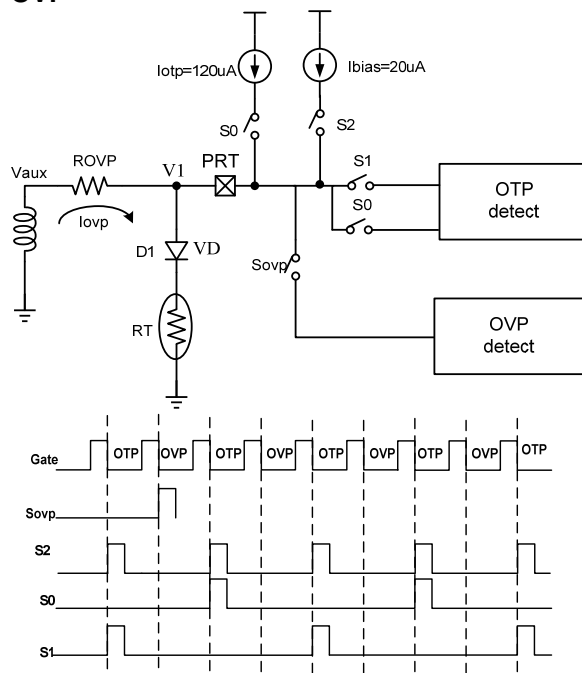 Iotp=120uA
Ibias=20uA
S0
S2
Vaux
ROVP
V1
PRT
S1
S0
OTP
detect
Iovp
D1
VD
Sovp
RT
OVP
detect
Gate
OTP OVP OTP OVP OTP OVP OTP OVP OTP
Sovp
S2
S0
S1